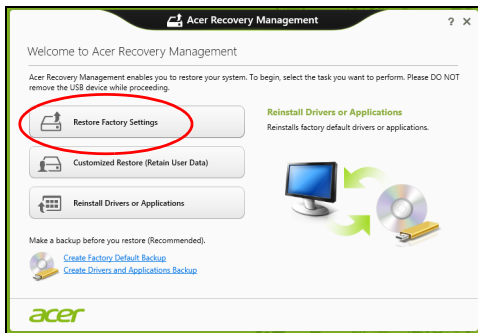 Acer Recovery Management
? X
Welcome to Acer Recovery Management
Acer Recovery Management enables you to restore your system. To begin, select the task you want to perform. Please DO NOT
remove the USB device while proceeding.
Restore Factory Settings
Reinstall Drivers or Applications
Reinstalls factory default drivers or applications.
Customized Restore (Retain User Data)
Reinstall Drivers or Applications
Make a backup before you restore (Recommended).
Create Factory Default Backup
Create Drivers and Applications Backup
acer